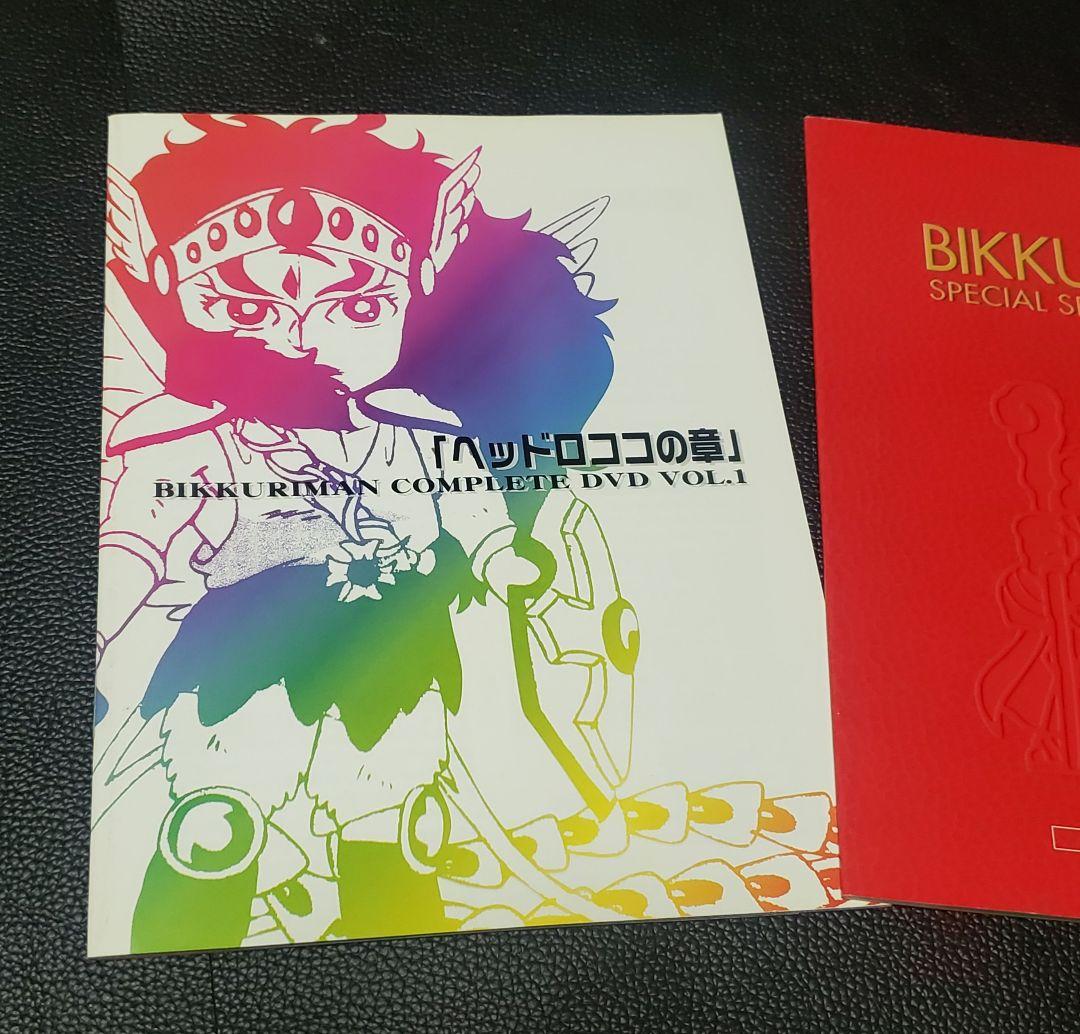 「ヘッドロココの章」
BIKKURIMAN COMPLETE DVD VOL.1
BIKKU
SPECIAL